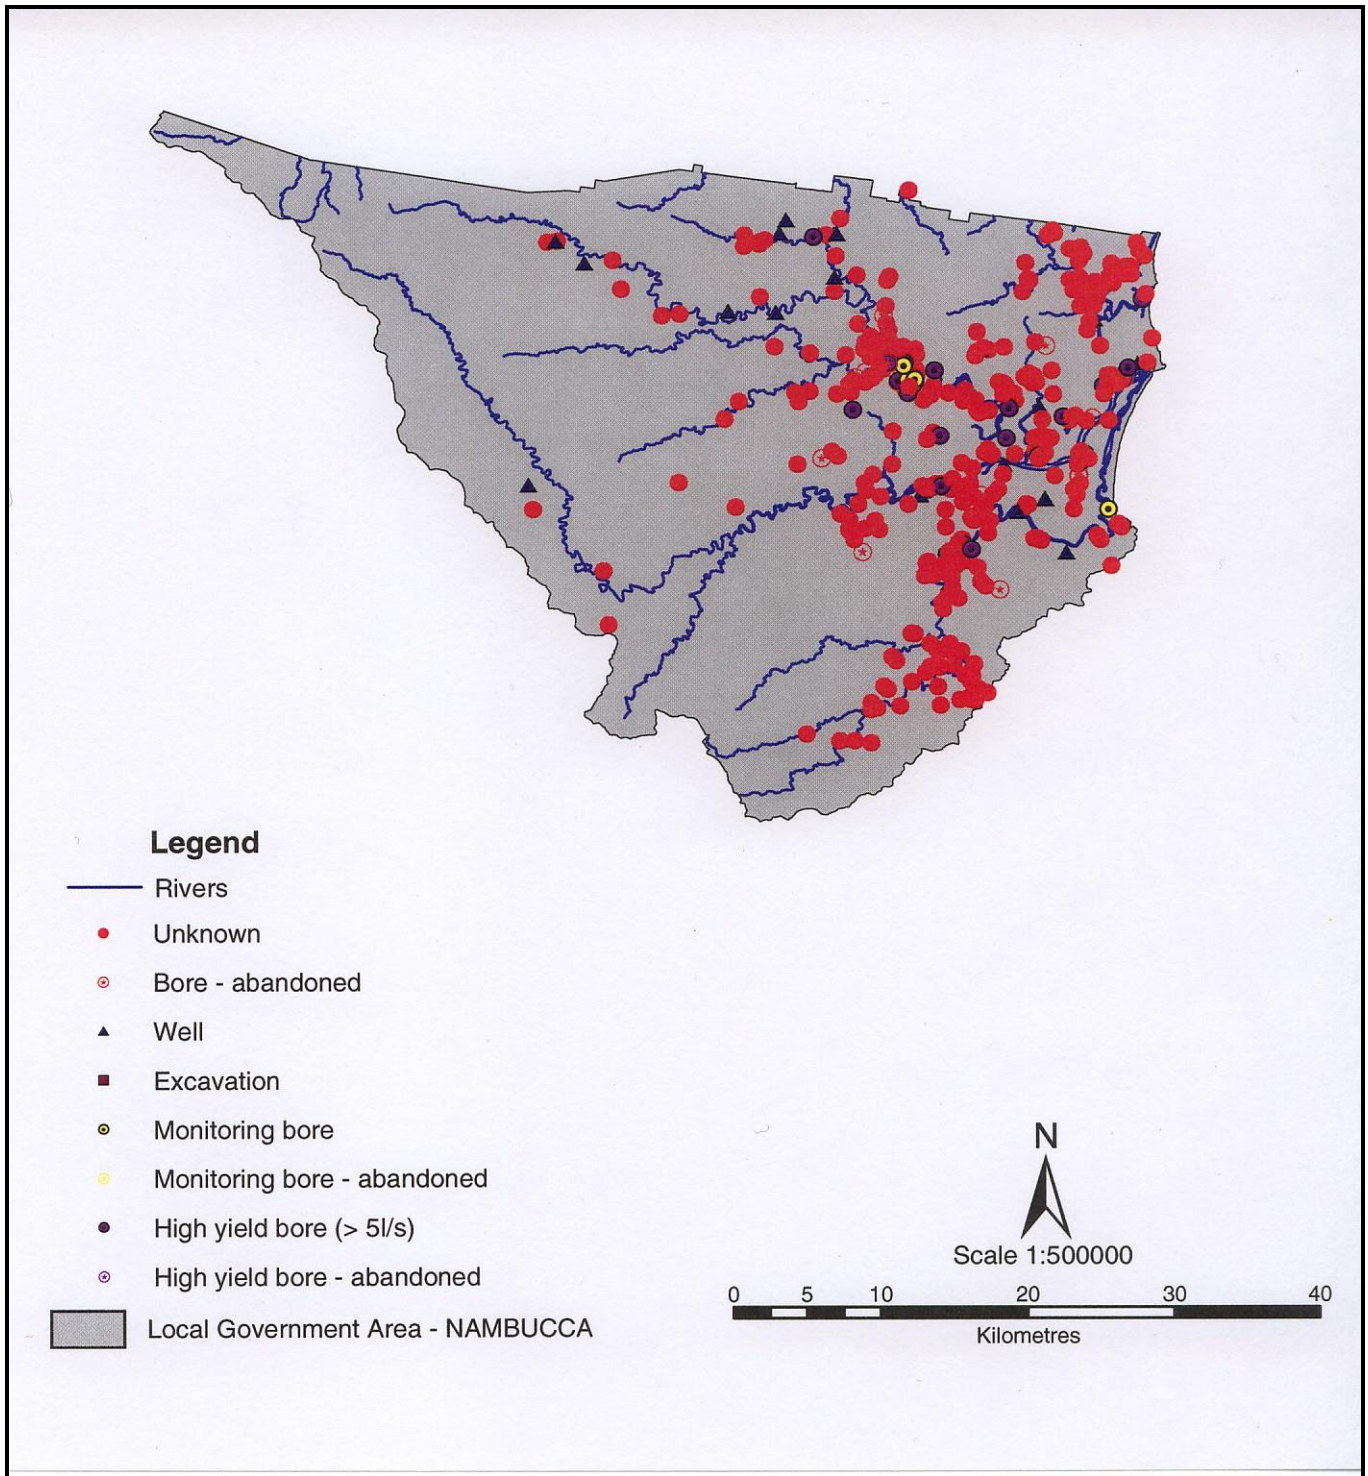 Legend
Rivers
Unknown
Bore - abandoned
Well
Excavation
Monitoring bore
Monitoring bore - abandoned
High yield bore (> 5l/s)
High yield bore - abandoned
Local Government Area - NAMBUCCA
N
Scale 1:500000
0 5 10 20 30 40
Kilometres